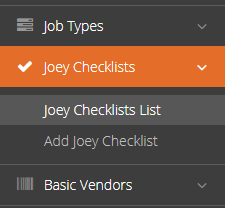 Job Types
Joey Checklists
Joey Checklists List
Add Joey Checklist
Basic Vendors